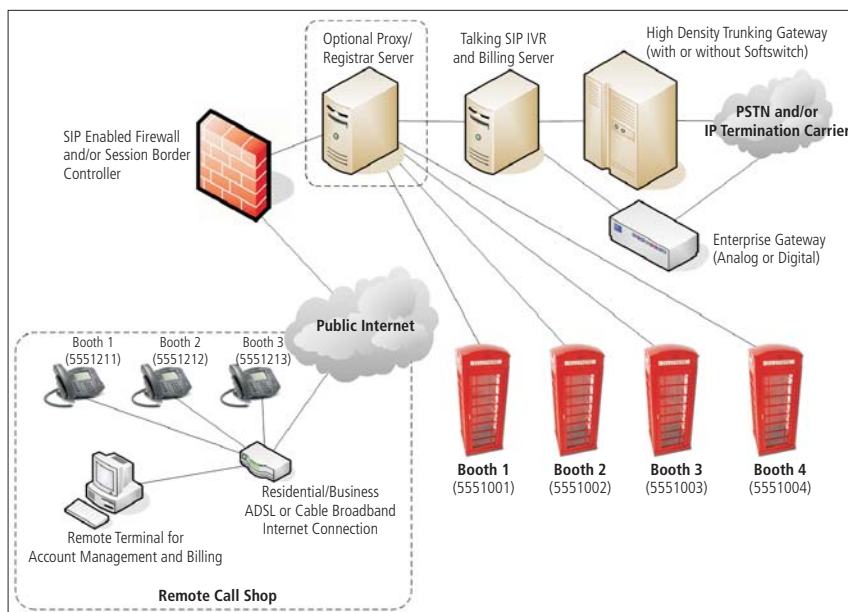 Optional Proxy/
Registrar Server
Talking SIP IVR
and Billing Server
High Density Trunking Gateway
(with or without Softswitch)
SIP Enabled Firewall
and/or Session Border
Controller
PSTN and/or
IP Termination Carrier
Enterprise Gateway
(Analog or Digital)
Public Internet
Booth 1
(5551211)
Booth 2
(5551212)
Booth 3
(5551213)
Residential/Business
ADSL or Cable Broadband
Internet Connection
Remote Terminal for
Account Management and Billing
Remote Call Shop
Booth 1
(5551001)
Booth 2
(5551002)
Booth 3
(5551003)
Booth 4
(5551004)